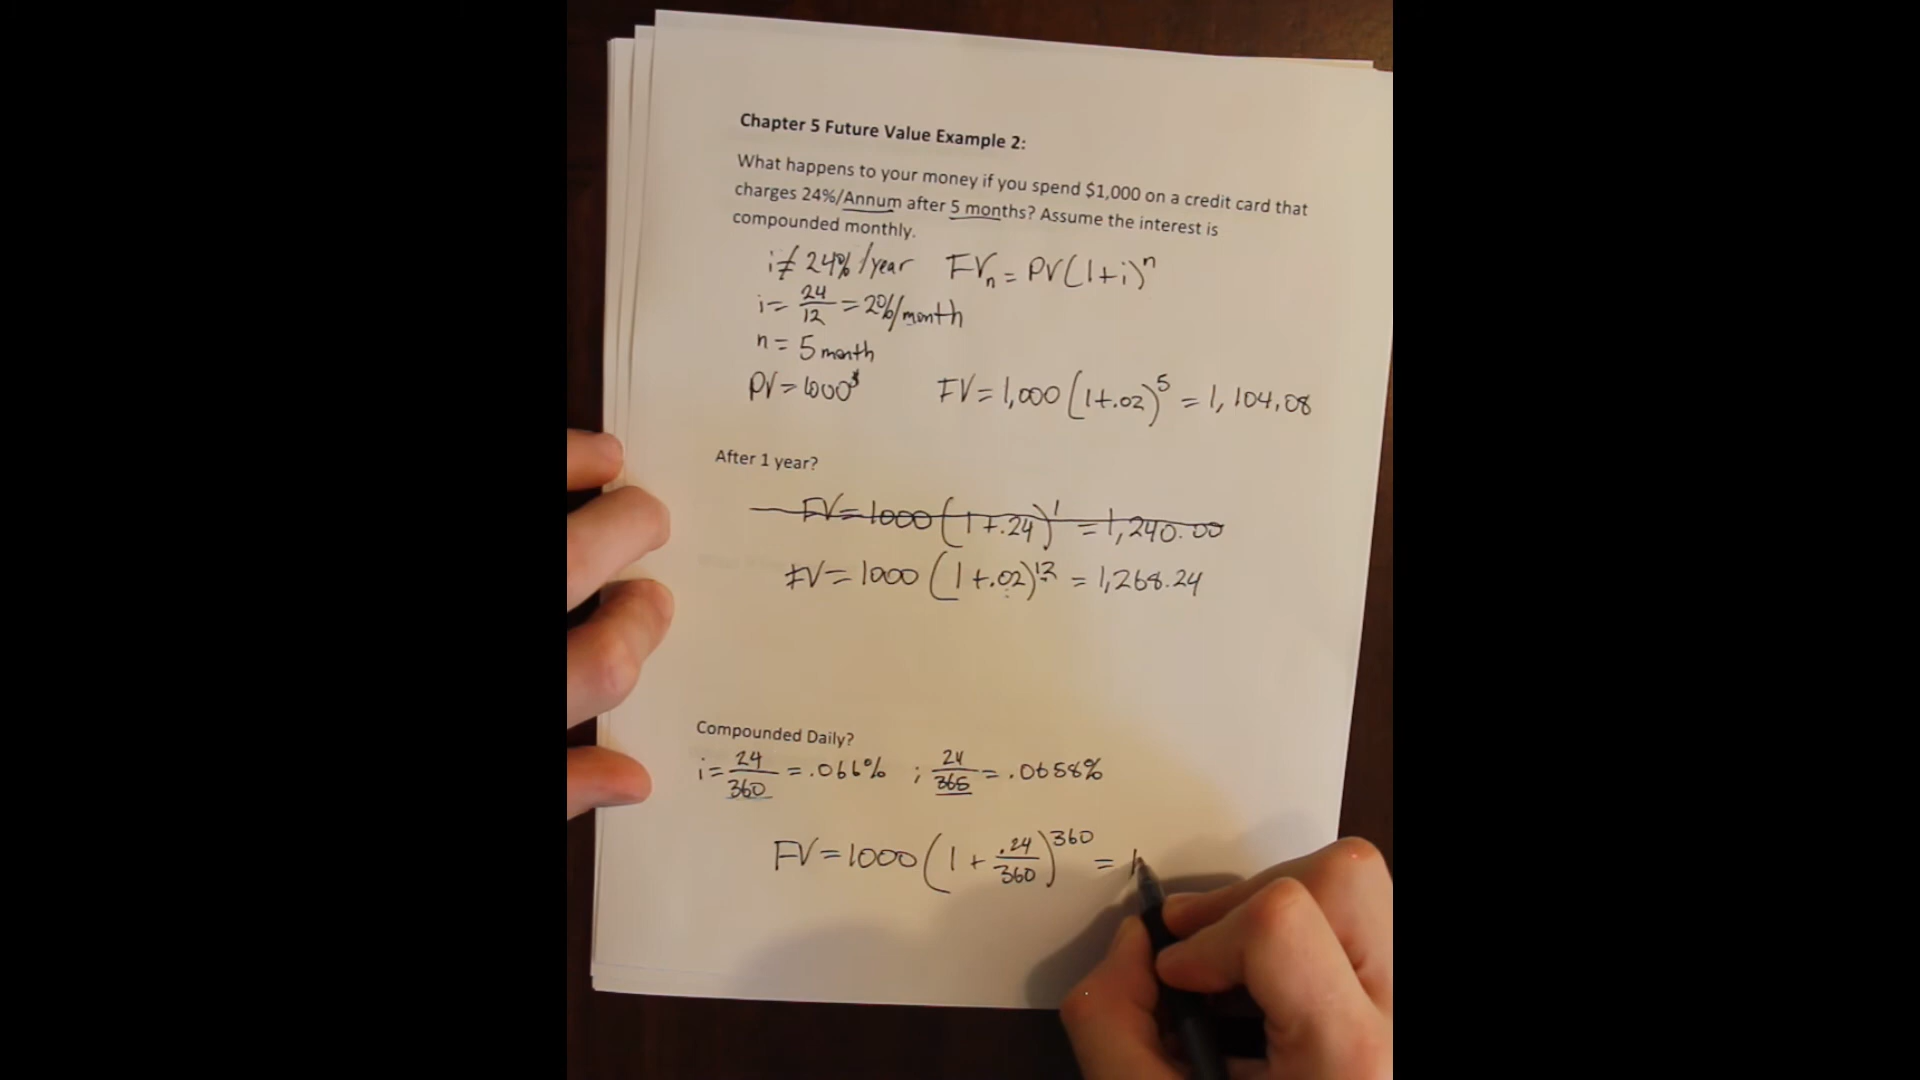 Chapter 5 Future Value Example 2:
What happens to your money if you spend $1,000 on a credit card that
charges 24%/Annum after 5 months? Assume the interest is
compounded monthly.
i ≠ 24% /year FVn = PV(1+i)^n
i = 24/12 = 2%/month
n = 5 month
PV = 1000$ FV = 1,000 (1+.02)^5 = 1,104.08
After 1 year?
FV = 1000 (1+.24)^1 = 1,240.00
FV = 1000 (1+.02)^12 = 1,268.24
Compounded Daily?
i = 24/360 = .066% ; 24/365 = .0658%
FV = 1000 (1 + .24/360)^360 = 1